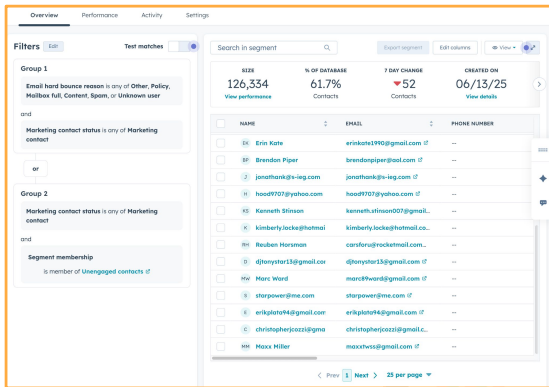 Overview Performance Activity Settings
Filters Edit Test matches
Group 1
Email hard bounce reason is any of Other, Policy,
Mailbox full, Content, Spam, or Unknown user
and
Marketing contact status is any of Marketing
contact
or
Group 2
Marketing contact status is any of Marketing
contact
and
Segment membership
is member of Unengaged contacts
Search in segment Export segment Edit columns View
SIZE % OF DATABASE 7 DAY CHANGE CREATED ON
126,334 61.7% 52 06/13/25
View performance Contacts Contacts View details
NAME EMAIL PHONE NUMBER
EK Erin Kate erinkate1990@gmail.com --
BP Brendon Piper brendonpiper@aol.com --
J jonathank@s-ieg.com jonathank@s-ieg.com --
H hood9707@yahoo.com hood9707@yahoo.com --
KS Kenneth Stinson kenneth.stinson007@gmail... --
K kimberly.locke@hotmai kimberly.locke@hotmail.co... --
RH Reuben Horsman carsforu@rocketmail.com... --
D djtonystar13@gmail.com djtonystar13@gmail.com --
MW Marc Ward marc89ward@gmail.com --
S starpower@me.com starpower@me.com --
E erikplata94@gmail.com erikplata94@gmail.com --
C christopherjcozzi@gma christopherjcozzi@gmail.c... --
MM Maxx Miller maxxtwss@gmail.com --
Prev 1 Next 25 per page